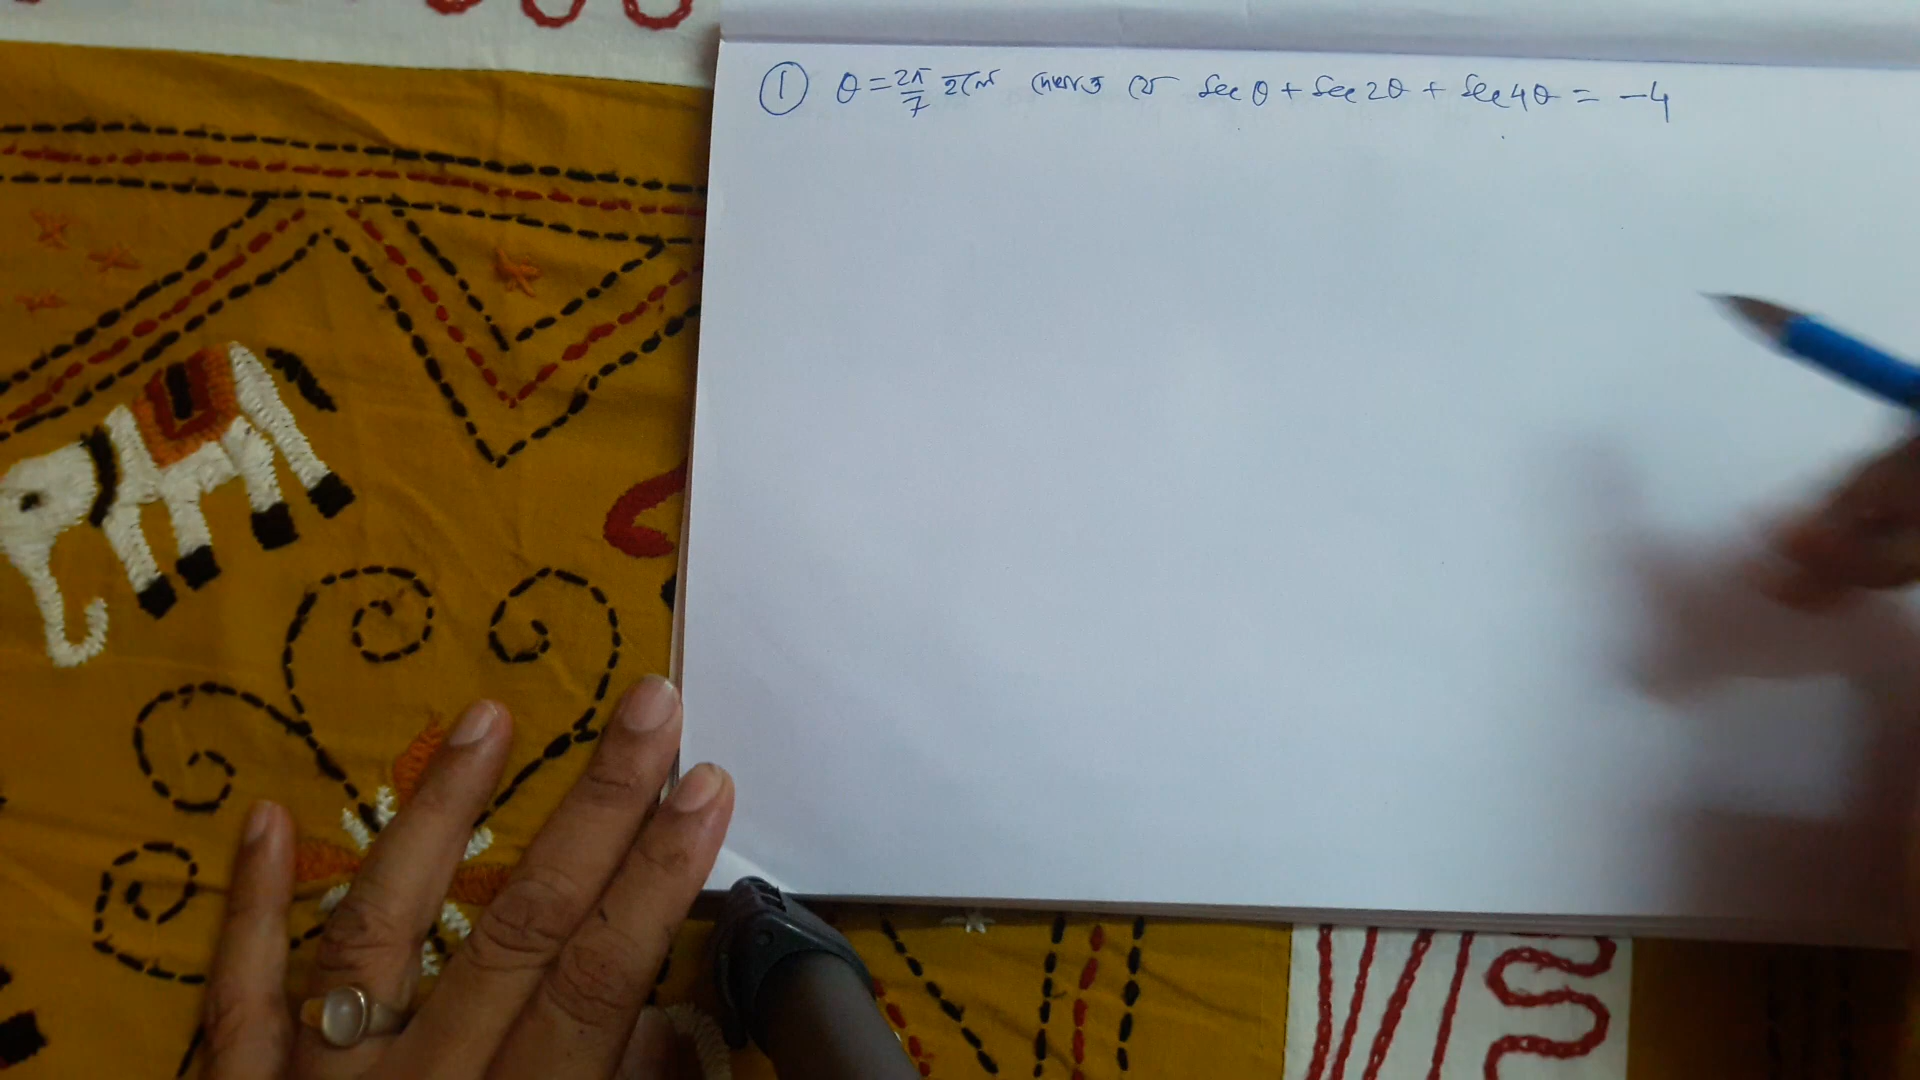 ① θ = 2π/7 হলে দেখাও যে sec θ + sec 2θ + sec 4θ = -4